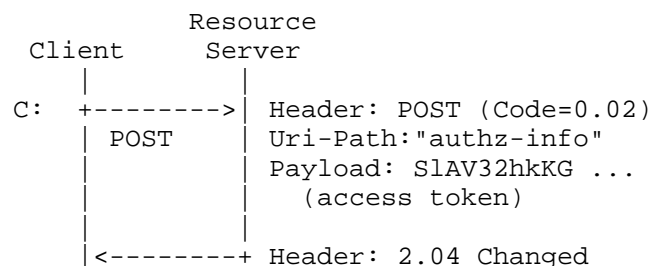 Resource
Client Server
C: +-------->| Header: POST (Code=0.02)
| POST | Uri-Path:"authz-info"
| | Payload: SlAV32hkKG ...
| | (access token)
|<--------+ Header: 2.04 Changed